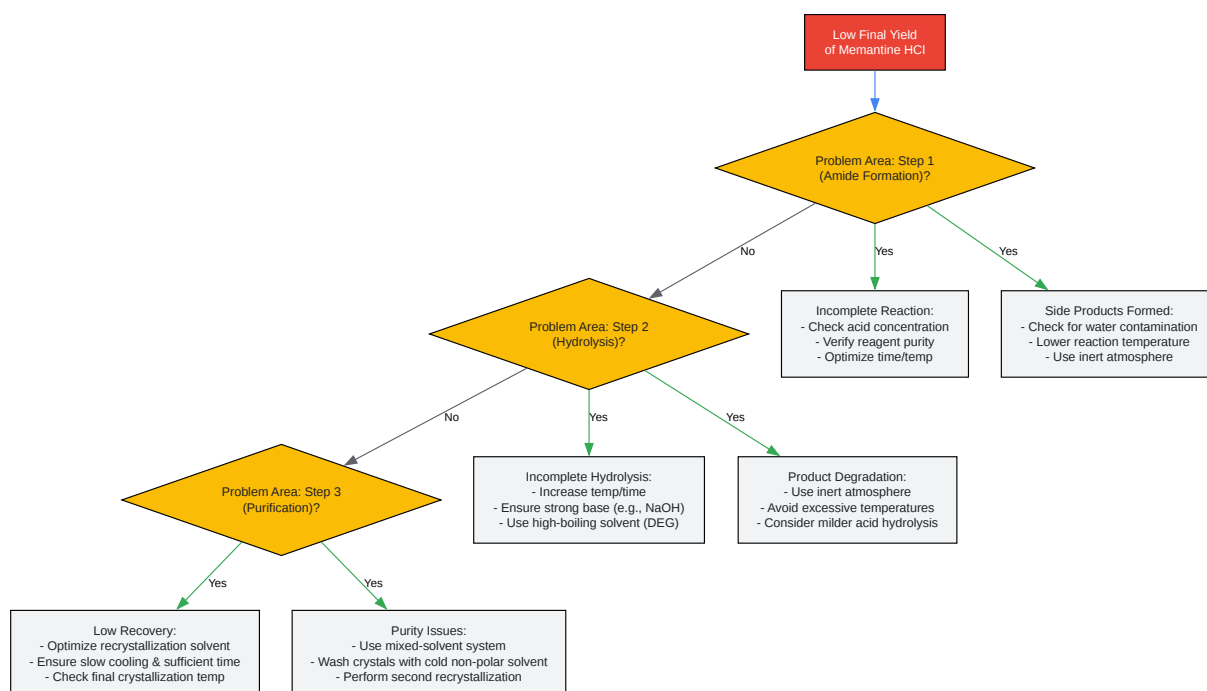 Low Final Yield
of Memantine HCl
Problem Area: Step 1
(Amide Formation)?
No
Yes
Yes
Incomplete Reaction:
- Check acid concentration
- Verify reagent purity
- Optimize time/temp
Side Products Formed:
- Check for water contamination
- Lower reaction temperature
- Use inert atmosphere
Problem Area: Step 2
(Hydrolysis)?
No
Yes
Yes
Incomplete Hydrolysis:
- Increase temp/time
- Ensure strong base (e.g., NaOH)
- Use high-boiling solvent (DEG)
Product Degradation:
- Use inert atmosphere
- Avoid excessive temperatures
- Consider milder acid hydrolysis
Problem Area: Step 3
(Purification)?
Yes
Yes
Low Recovery:
- Optimize recrystallization solvent
- Ensure slow cooling & sufficient time
- Check final crystallization temp
Purity Issues:
- Use mixed-solvent system
- Wash crystals with cold non-polar solvent
- Perform second recrystallization